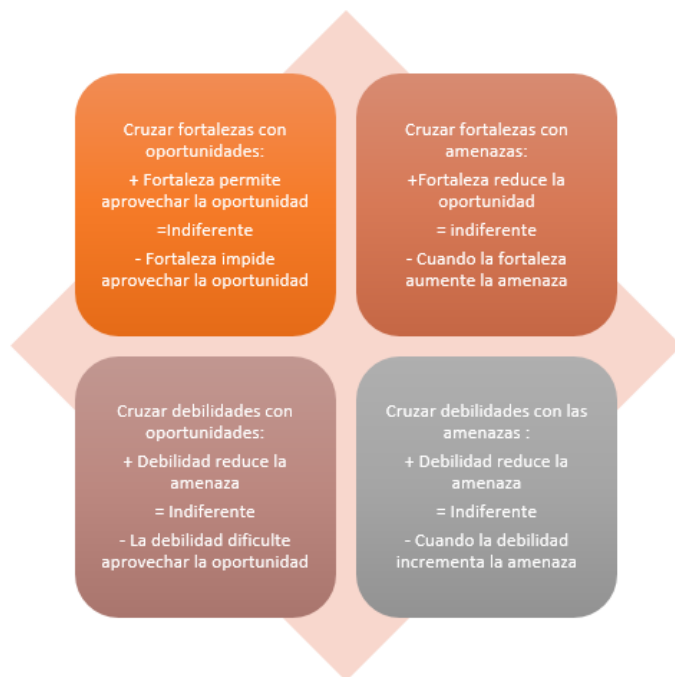 Cruzar fortalezas con
oportunidades:
+ Fortaleza permite
aprovechar la oportunidad
=Indiferente
- Fortaleza impide
aprovechar la oportunidad
Cruzar fortalezas con
amenazas:
+Fortaleza reduce la
oportunidad
= indiferente
- Cuando la fortaleza
aumente la amenaza
Cruzar debilidades con
oportunidades:
+ Debilidad reduce la
amenaza
= Indiferente
- La debilidad dificulte
aprovechar la oportunidad
Cruzar debilidades con las
amenazas :
+ Debilidad reduce la
amenaza
= Indiferente
- Cuando la debilidad
incrementa la amenaza